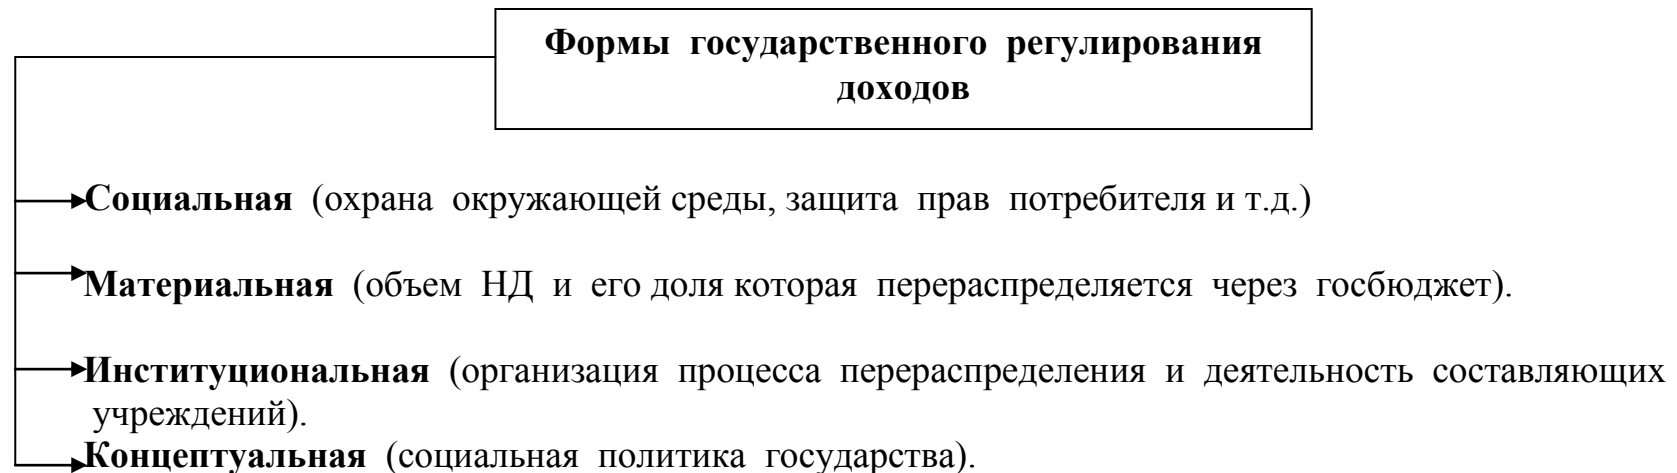 Формы государственного регулирования
доходов
Социальная (охрана окружающей среды, защита прав потребителя и т.д.)
Материальная (объем НД и его доля которая перераспределяется через госбюджет).
Институциональная (организация процесса перераспределения и деятельность составляющих
учреждений).
Концептуальная (социальная политика государства).